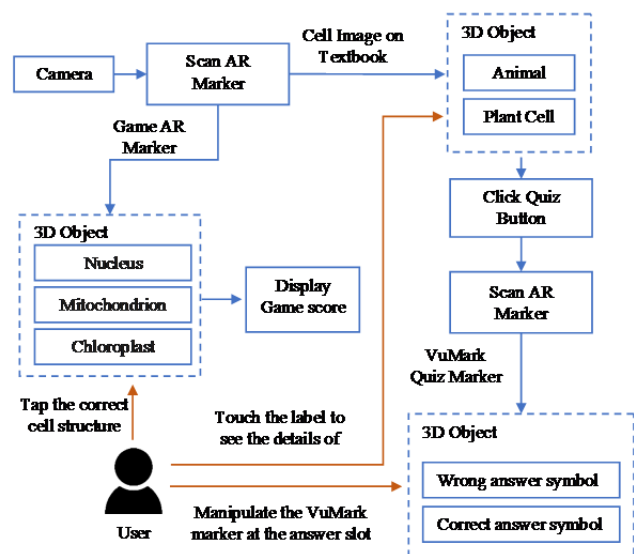 Cell Image on
Textbook
3D Object
Camera
Scan AR
Marker
Animal
Plant Cell
Game AR
Marker
Click Quiz
Button
3D Object
Nucleus
Mitochondrion
Chloroplast
Display
Game score
Scan AR
Marker
VuMark
Quiz Marker
Tap the correct
cell structure
Touch the label to
see the details of
3D Object
Wrong answer symbol
Correct answer symbol
User
Manipulate the VuMark
marker at the answer slot